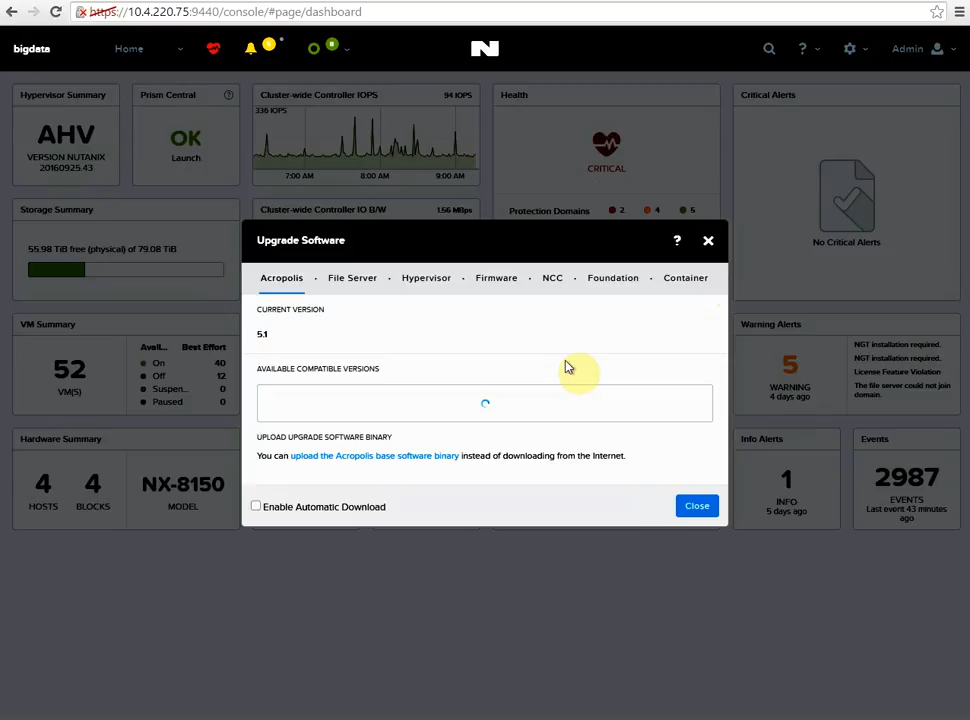 https://10.4.220.75:9440/console/#page/dashboard
bigdata
Home
5
8
?
Admin
Hypervisor Summary
AHV
VERSION NUTANIX
20160925.43
Prism Central
?
OK
Launch
Cluster-wide Controller IOPS
94 IOPS
336 IOPS
7:00 AM
8:00 AM
9:00 AM
Health
CRITICAL
Protection Domains
2
4
5
Critical Alerts
No Critical Alerts
Storage Summary
55.98 TiB free (physical) of 79.08 TiB
Cluster-wide Controller IO B/W
1.56 MBps
Upgrade Software
?
Acropolis · File Server · Hypervisor · Firmware · NCC · Foundation · Container
CURRENT VERSION
5.1
AVAILABLE COMPATIBLE VERSIONS
UPLOAD UPGRADE SOFTWARE BINARY
You can upload the Acropolis base software binary instead of downloading from the Internet.
Enable Automatic Download
Close
VM Summary
52
VM(S)
Avail... Best Effort
On 40
Off 12
Suspen... 0
Paused 0
Warning Alerts
5
WARNING
4 days ago
NGT installation required.
NGT installation required.
License Feature Violation
The file server could not join
domain.
Hardware Summary
4
HOSTS
4
BLOCKS
NX-8150
MODEL
Info Alerts
1
INFO
5 days ago
Events
2987
EVENTS
Last event 43 minutes
ago